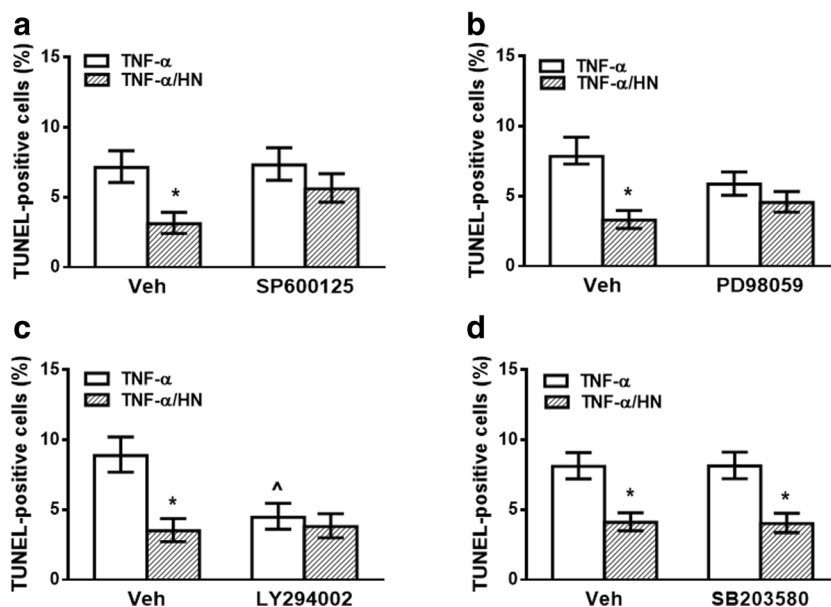 a
TUNEL-positive cells (%)
15
10
5
0
TNF-α
TNF-α/HN
*
Veh
SP600125
b
TUNEL-positive cells (%)
15
10
5
0
TNF-α
TNF-α/HN
*
Veh
PD98059
c
TUNEL-positive cells (%)
15
10
5
0
TNF-α
TNF-α/HN
*
^
Veh
LY294002
d
TUNEL-positive cells (%)
15
10
5
0
TNF-α
TNF-α/HN
*
*
Veh
SB203580